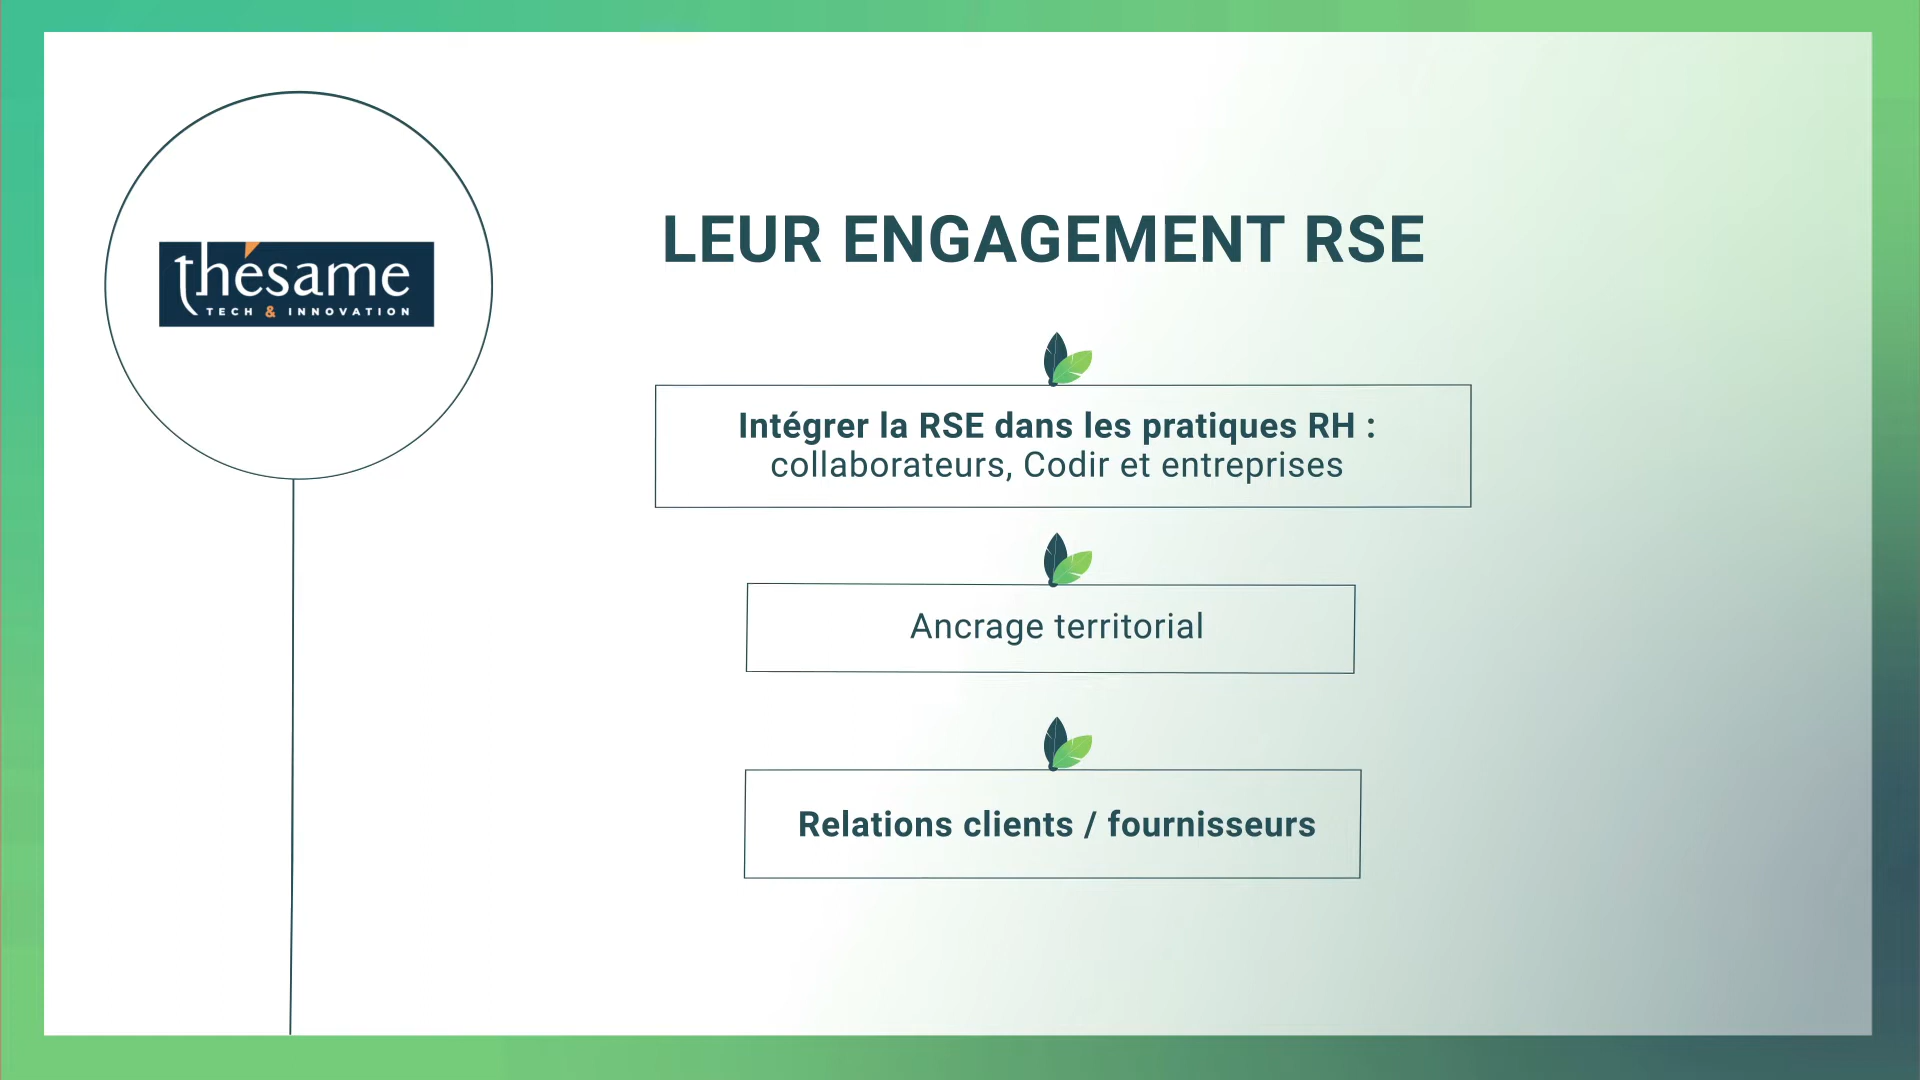 thésame
TECH & INNOVATION
LEUR ENGAGEMENT RSE
Intégrer la RSE dans les pratiques RH :
collaborateurs, Codir et entreprises
Ancrage territorial
Relations clients / fournisseurs